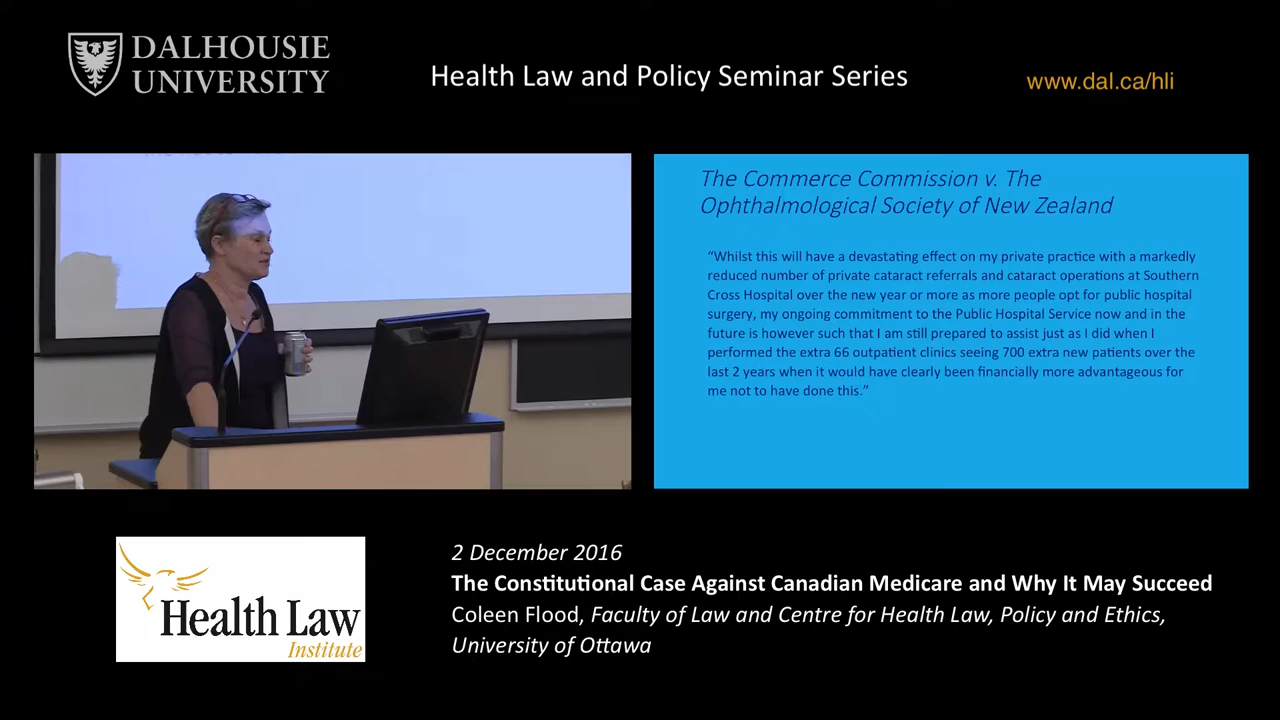 DALHOUSIE
UNIVERSITY
Health Law and Policy Seminar Series
www.dal.ca/hli
The Commerce Commission v. The
Ophthalmological Society of New Zealand
“Whilst this will have a devastating effect on my private practice with a markedly
reduced number of private cataract referrals and cataract operations at Southern
Cross Hospital over the new year or more as more people opt for public hospital
surgery, my ongoing commitment to the Public Hospital Service now and in the
future is however such that I am still prepared to assist just as I did when I
performed the extra 66 outpatient clinics seeing 700 extra new patients over the
last 2 years when it would have clearly been financially more advantageous for
me not to have done this.”
Health Law
Institute
2 December 2016
The Constitutional Case Against Canadian Medicare and Why It May Succeed
Coleen Flood, Faculty of Law and Centre for Health Law, Policy and Ethics,
University of Ottawa